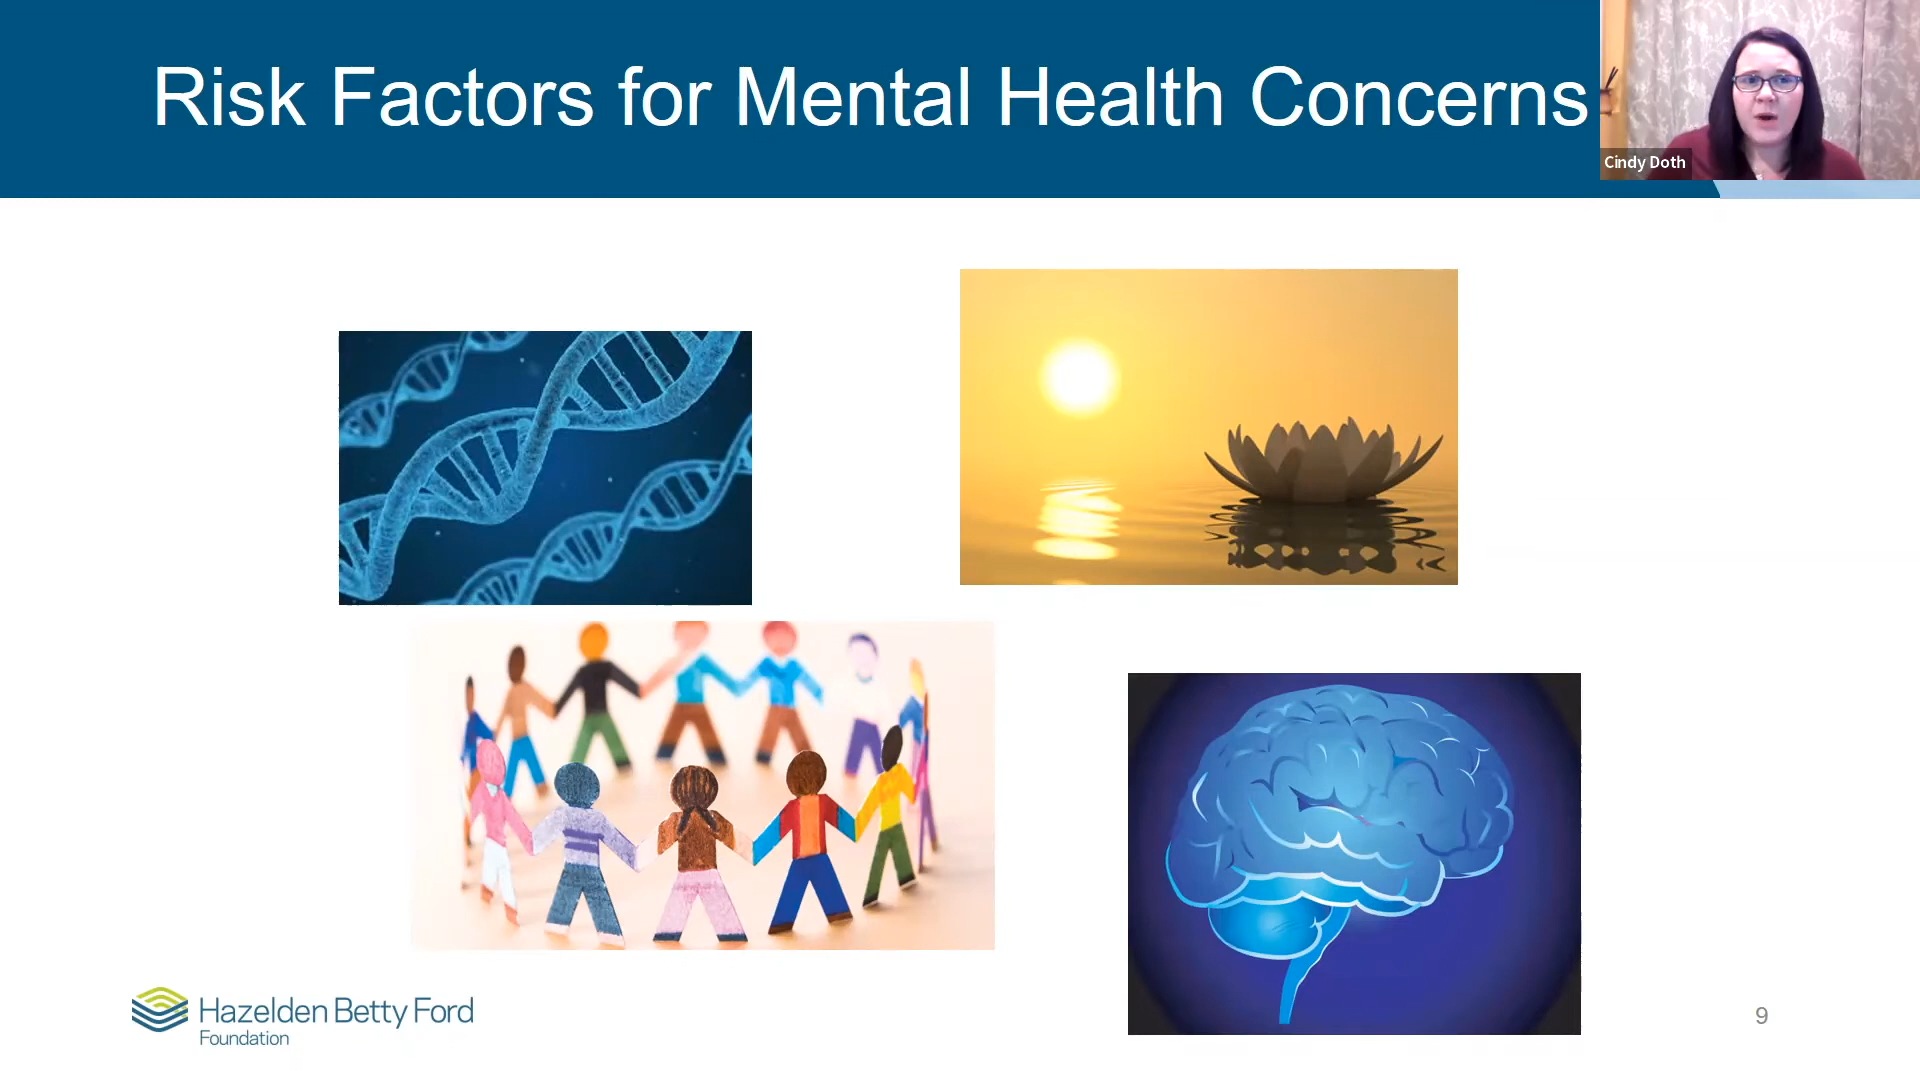 Risk Factors for Mental Health Concerns
Cindy Doth
Hazelden Betty Ford
Foundation
9